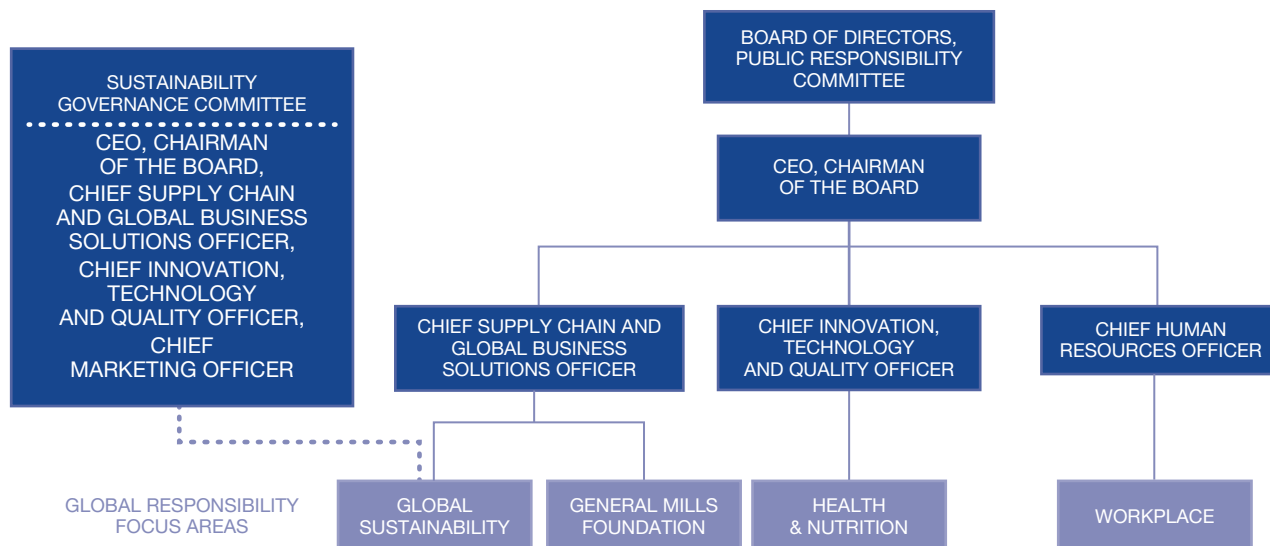 SUSTAINABILITY
GOVERNANCE COMMITTEE
CEO, CHAIRMAN
OF THE BOARD,
CHIEF SUPPLY CHAIN
AND GLOBAL BUSINESS
SOLUTIONS OFFICER,
CHIEF INNOVATION,
TECHNOLOGY
AND QUALITY OFFICER,
CHIEF
MARKETING OFFICER
BOARD OF DIRECTORS,
PUBLIC RESPONSIBILITY
COMMITTEE
CEO, CHAIRMAN
OF THE BOARD
CHIEF SUPPLY CHAIN AND
GLOBAL BUSINESS
SOLUTIONS OFFICER
CHIEF INNOVATION,
TECHNOLOGY
AND QUALITY OFFICER
CHIEF HUMAN
RESOURCES OFFICER
GLOBAL RESPONSIBILITY
FOCUS AREAS
GLOBAL
SUSTAINABILITY
GENERAL MILLS
FOUNDATION
HEALTH
& NUTRITION
WORKPLACE